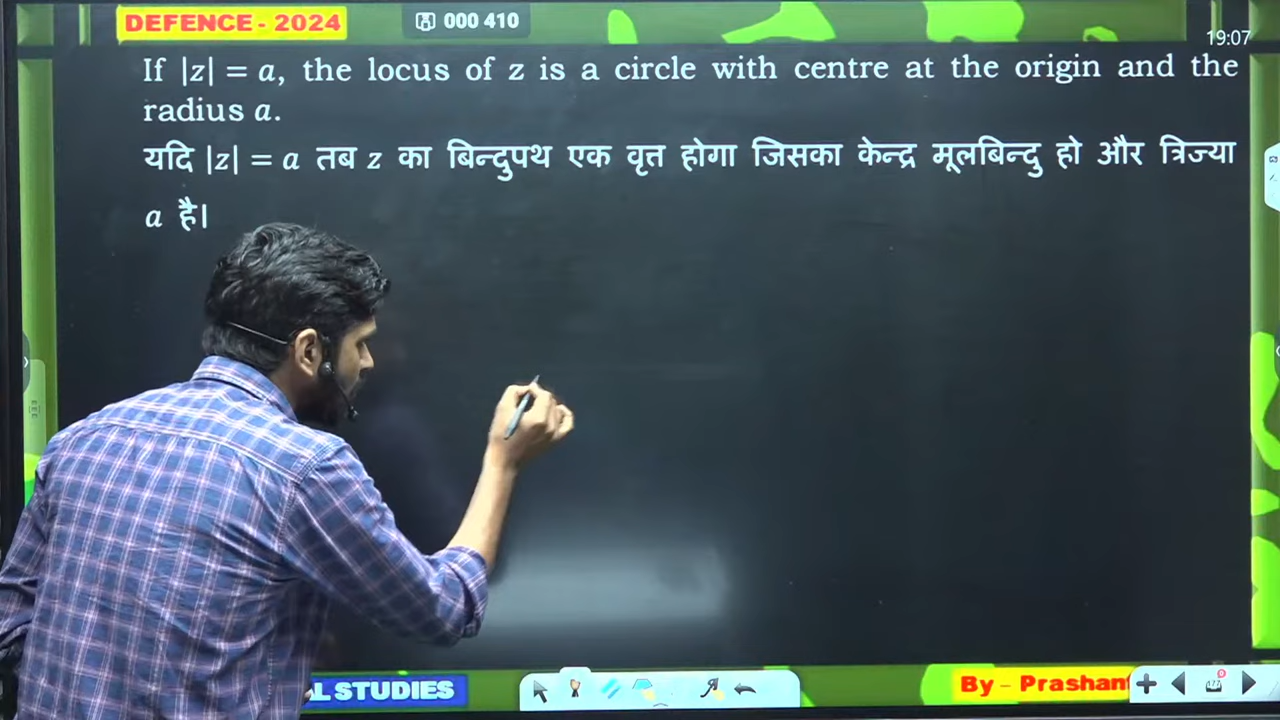 DEFENCE - 2024
000 410
19:07
If |z| = a, the locus of z is a circle with centre at the origin and the
radius a.
यदि |z| = a तब z का बिन्दुपथ एक वृत्त होगा जिसका केन्द्र मूलबिन्दु हो और त्रिज्या
a है।
L STUDIES
By – Prashan